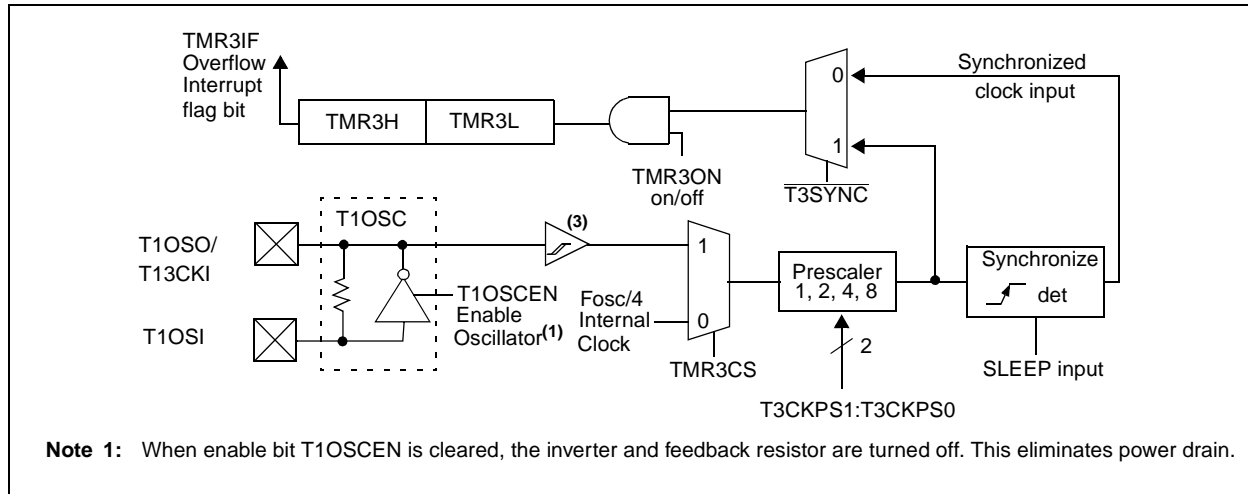 TMR3IF
Overflow
Interrupt
flag bit
TMR3H
TMR3L
TMR3ON
on/off
0
1
T3SYNC
Synchronized
clock input
T1OSC
T1OSO/
T13CKI
T1OSI
(3)
T1OSCEN
Enable
Oscillator(1)
Fosc/4
Internal
Clock
1
0
TMR3CS
Prescaler
1, 2, 4, 8
2
T3CKPS1:T3CKPS0
Synchronize
det
SLEEP input
Note 1: When enable bit T1OSCEN is cleared, the inverter and feedback resistor are turned off. This eliminates power drain.